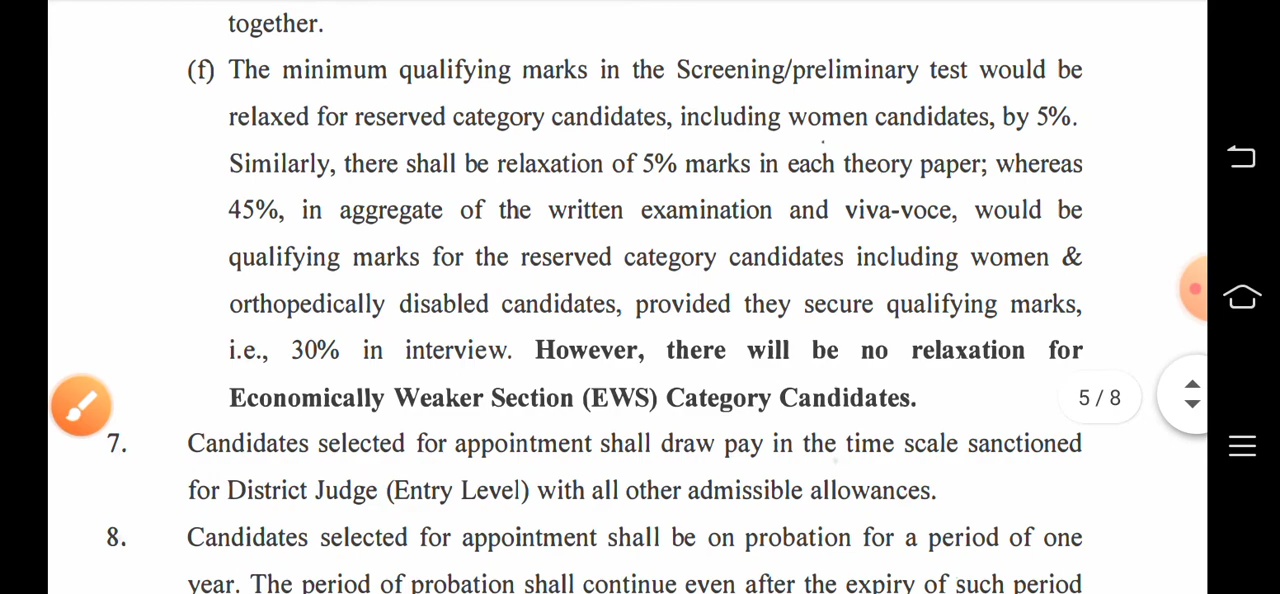 together.
(f) The minimum qualifying marks in the Screening/preliminary test would be
relaxed for reserved category candidates, including women candidates, by 5%.
Similarly, there shall be relaxation of 5% marks in each theory paper; whereas
45%, in aggregate of the written examination and viva-voce, would be
qualifying marks for the reserved category candidates including women &
orthopedically disabled candidates, provided they secure qualifying marks,
i.e., 30% in interview. However, there will be no relaxation for
Economically Weaker Section (EWS) Category Candidates.
5 / 8
7. Candidates selected for appointment shall draw pay in the time scale sanctioned
for District Judge (Entry Level) with all other admissible allowances.
8. Candidates selected for appointment shall be on probation for a period of one
year. The period of probation shall continue even after the expiry of such period